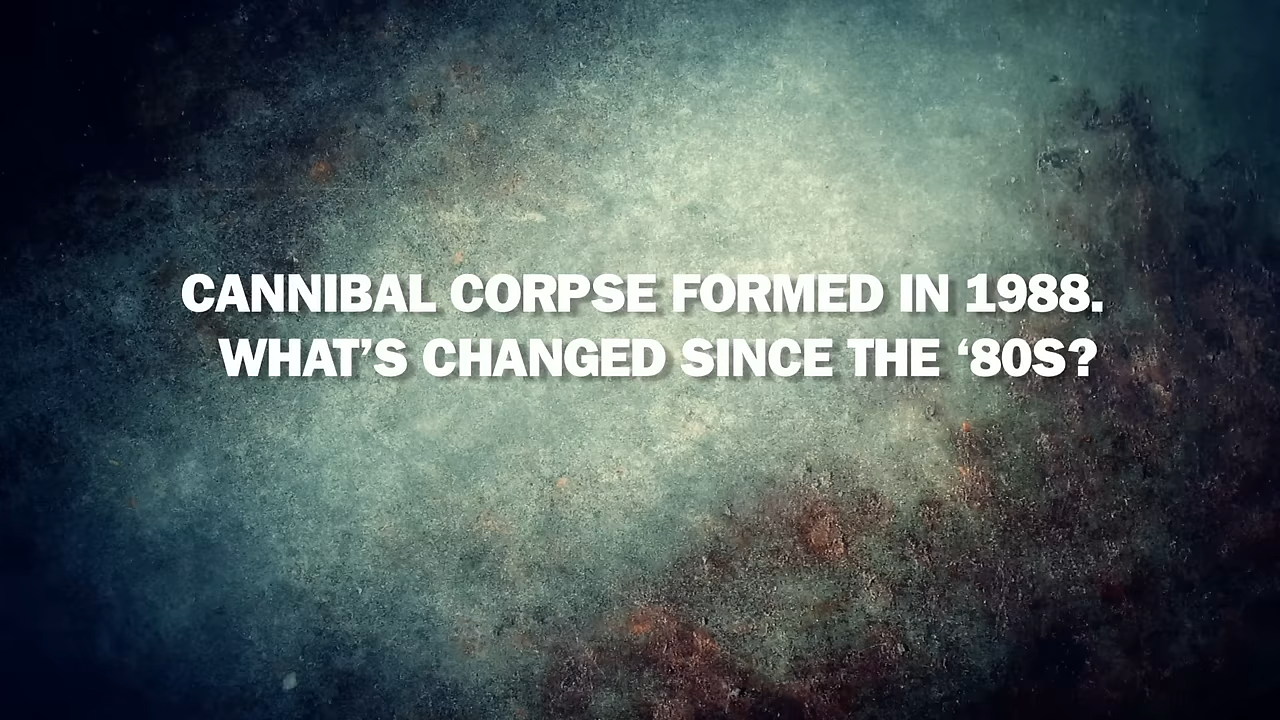 CANNIBAL CORPSE FORMED IN 1988.
WHAT’S CHANGED SINCE THE ‘80S?